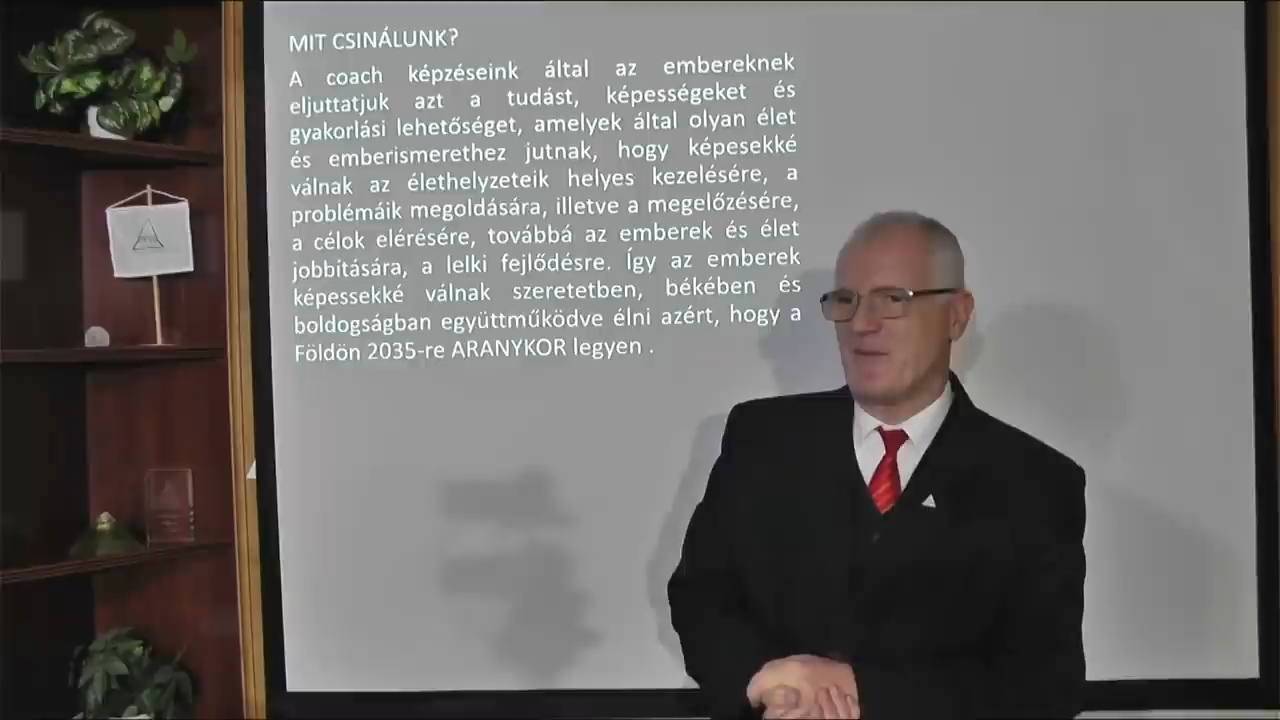 MIT CSINÁLUNK?
A coach képzéseink által az embereknek
eljuttatjuk azt a tudást, képességeket és
gyakorlási lehetőséget, amelyek által olyan élet
és emberismerethez jutnak, hogy képesekké
válnak az élethelyzeteik helyes kezelésére, a
problémáik megoldására, illetve a megelőzésére,
a célok elérésére, továbbá az emberek és élet
jobbítására, a lelki fejlődésre. Így az emberek
képessekké válnak szeretetben, békében és
boldogságban együttműködve élni azért, hogy a
Földön 2035-re ARANYKOR legyen .